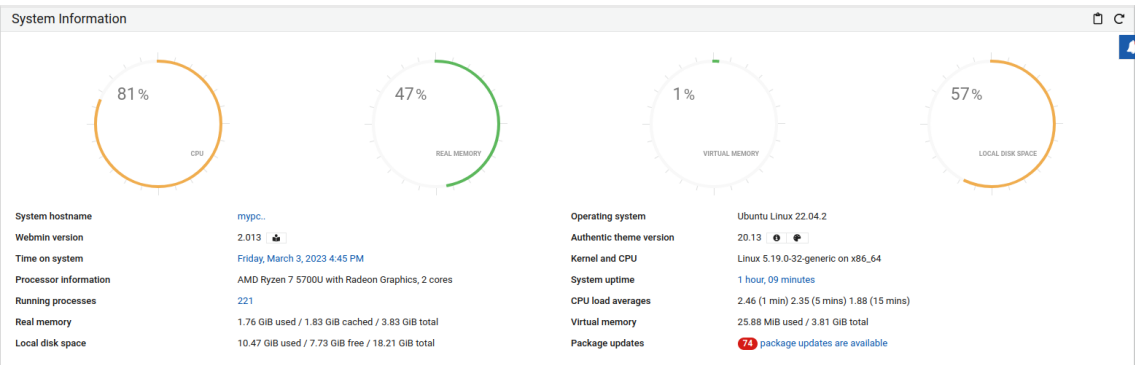 System Information
81%
CPU
47%
REAL MEMORY
1%
VIRTUAL MEMORY
57%
LOCAL DISK SPACE
System hostname mypc.. Operating system Ubuntu Linux 22.04.2
Webmin version 2.013 Authentic theme version 20.13
Time on system Friday, March 3, 2023 4:45 PM Kernel and CPU Linux 5.19.0-32-generic on x86_64
Processor information AMD Ryzen 7 5700U with Radeon Graphics, 2 cores System uptime 1 hour, 09 minutes
Running processes 221 CPU load averages 2.46 (1 min) 2.35 (5 mins) 1.88 (15 mins)
Real memory 1.76 GiB used / 1.83 GiB cached / 3.83 GiB total Virtual memory 25.88 MiB used / 3.81 GiB total
Local disk space 10.47 GiB used / 7.73 GiB free / 18.21 GiB total Package updates 74 package updates are available